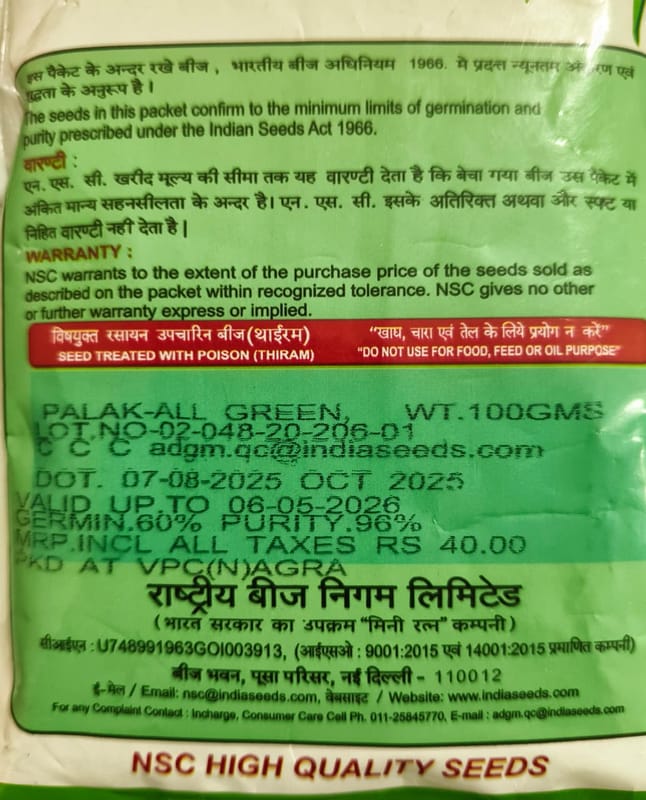 इस पैकेट के अन्दर रखे बीज , भारतीय बीज अधिनियम 1966. मे प्रदत्त न्यूनतम अंकुरण एवं
शुद्धता के अनुरूप है ।
The seeds in this packet confirm to the minimum limits of germination and
purity prescribed under the Indian Seeds Act 1966.
वारण्टी :
एन. एस. सी. खरीद मूल्य की सीमा तक यह वारण्टी देता है कि बेचा गया बीज उस पैकेट में
अंकित मान्य सहनसीलता के अन्दर है। एन. एस. सी. इसके अतिरिक्त अथवा और स्पष्ट या
निहित वारण्टी नही देता है |
WARRANTY :
NSC warrants to the extent of the purchase price of the seeds sold as
described on the packet within recognized tolerance. NSC gives no other
or further warranty express or implied.
विषयुक्त रसायन उपचारिन बीज(थाईरम) “खाघ, चारा एवं तेल के लिये प्रयोग न करें”
SEED TREATED WITH POISON (THIRAM) “DO NOT USE FOR FOOD, FEED OR OIL PURPOSE”
PALAK-ALL GREEN, WT.100GMS
LOT.NO-02-048-20-206-01
C C C adgm.qc@indiaseeds.com
DOT. 07-08-2025 OCT 2025
VALID UP.TO 06-05-2026
GERMIN.60% PURITY.96%
MRP.INCL ALL TAXES RS 40.00
PKD AT VPC(N)AGRA
राष्ट्रीय बीज निगम लिमिटेड
(भारत सरकार का उपक्रम “मिनी रत्न” कम्पनी)
सीआईएन : U748991963GOI003913, (आईएसओ : 9001:2015 एवं 14001:2015 प्रमाणित कम्पनी)
बीज भवन, पूसा परिसर, नई दिल्ली - 110012
ई-मेल / Email: nsc@indiaseeds.com, वेबसाइट / Website: www.indiaseeds.com
For any Complaint Contact : Incharge, Consumer Care Cell Ph. 011-25845770, E-mail : adgm.qc@indiaseeds.com
NSC HIGH QUALITY SEEDS